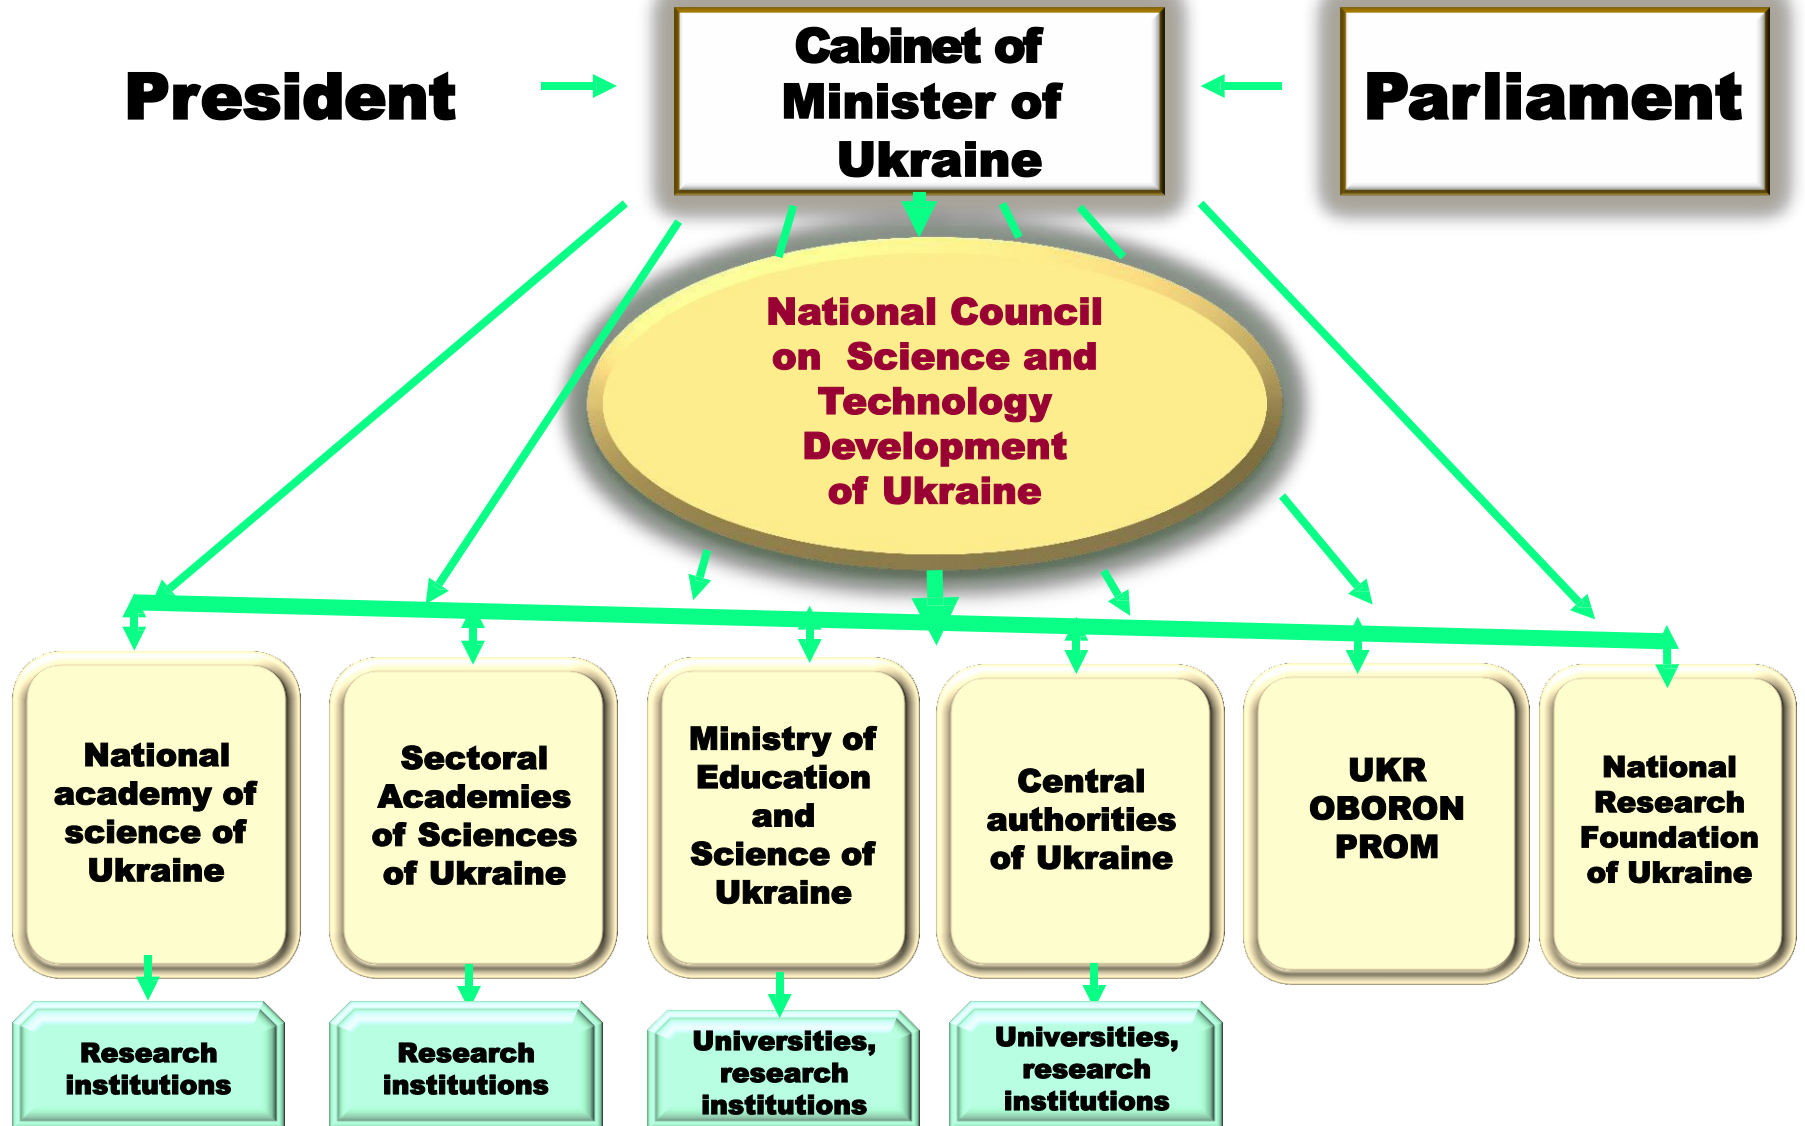 President
Cabinet of
Minister of
Ukraine
Parliament
National Council
on Science and
Technology
Development
of Ukraine
National
academy of
science of
Ukraine
Sectoral
Academies
of Sciences
of Ukraine
Ministry of
Education
and
Science of
Ukraine
Central
authorities
of Ukraine
UKR
OBORON
PROM
National
Research
Foundation
of Ukraine
Research
institutions
Research
institutions
Universities,
research
institutions
Universities,
research
institutions